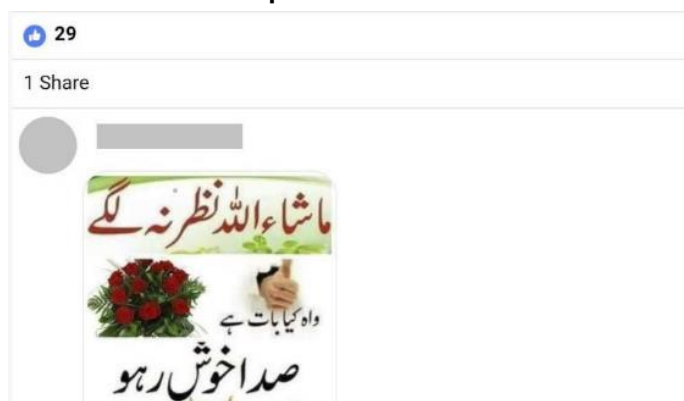 29
1 Share
ماشاءاللہ نظر نہ لگے
واہ کیا بات ہے
صدا خوش رہو